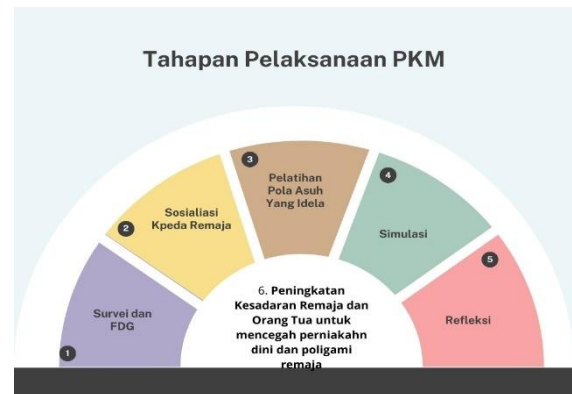 Tahapan Pelaksanaan PKM
1
Survei dan
FDG
2
Sosialiasi
Kpeda Remaja
3
Pelatihan
Pola Asuh
Yang Idela
4
Simulasi
5
Refleksi
6. Peningkatan
Kesadaran Remaja dan
Orang Tua untuk
mencegah perniakahn
dini dan poligami
remaja